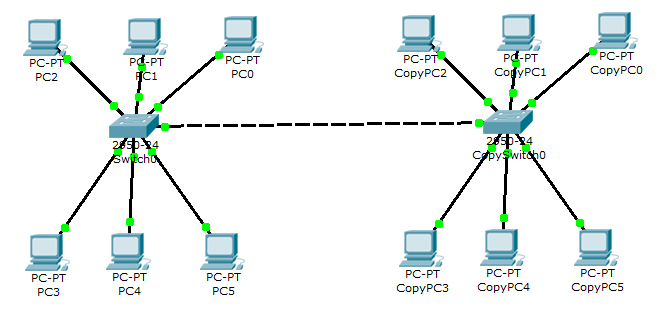 PC-PT
PC2
PC-PT
PC1
PC-PT
PC0
PC-PT
CopyPC2
PC-PT
CopyPC1
PC-PT
CopyPC0
2950-24
Switch0
2950-24
CopySwitch0
PC-PT
PC3
PC-PT
PC4
PC-PT
PC5
PC-PT
CopyPC3
PC-PT
CopyPC4
PC-PT
CopyPC5